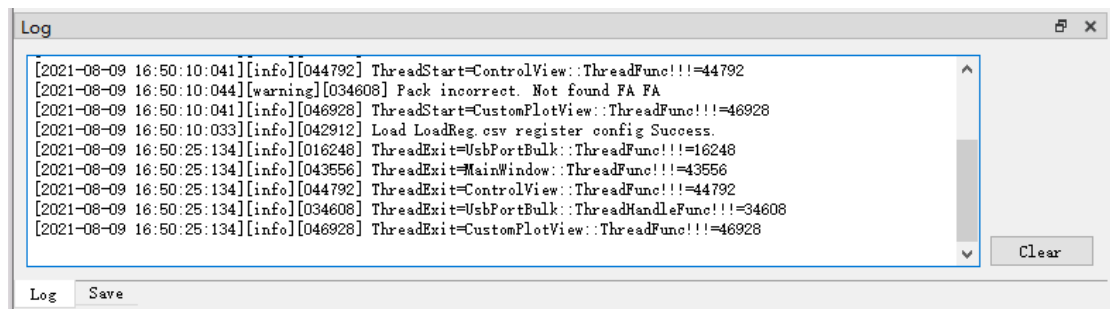 Log
[2021-08-09 16:50:10:041][info][044792] ThreadStart=ControlView::ThreadFunc!!!=44792
[2021-08-09 16:50:10:044][warning][034608] Pack incorrect. Not found FA FA
[2021-08-09 16:50:10:041][info][046928] ThreadStart=CustomPlotView::ThreadFunc!!!=46928
[2021-08-09 16:50:10:033][info][042912] Load LoadReg.csv register config Success.
[2021-08-09 16:50:25:134][info][016248] ThreadExit=UsbPortBulk::ThreadFunc!!!=16248
[2021-08-09 16:50:25:134][info][043556] ThreadExit=MainWindow::ThreadFunc!!!=43556
[2021-08-09 16:50:25:134][info][044792] ThreadExit=ControlView::ThreadFunc!!!=44792
[2021-08-09 16:50:25:134][info][034608] ThreadExit=UsbPortBulk::ThreadHandleFunc!!!=34608
[2021-08-09 16:50:25:134][info][046928] ThreadExit=CustomPlotView::ThreadFunc!!!=46928
Clear
Log Save